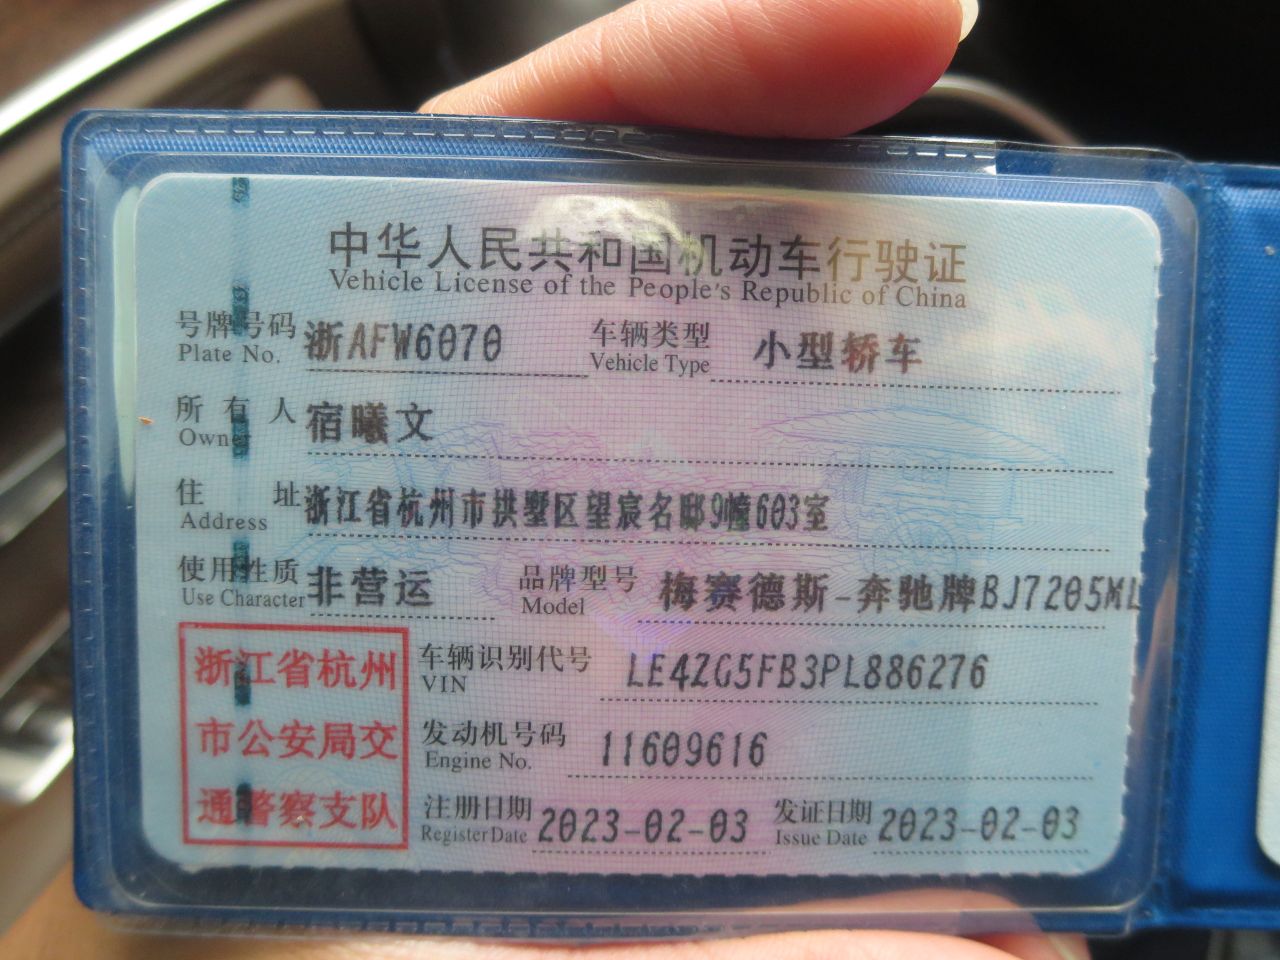 中华人民共和国机动车行驶证
Vehicle License of the People's Republic of China
号牌号码 浙AFW6070 车辆类型 小型轿车
Plate No. Vehicle Type
所有人 宿曦文
Owner
住址 浙江省杭州市拱墅区望宸名邸9幢603室
Address
使用性质 非营运 品牌型号 梅赛德斯-奔驰牌BJ7205ML
Use Character Model
浙江省杭州
市公安局交
通警察支队
车辆识别代号 LE4ZG5FB3PL886276
VIN
发动机号码 11609616
Engine No.
注册日期 2023-02-03 发证日期 2023-02-03
Register Date Issue Date